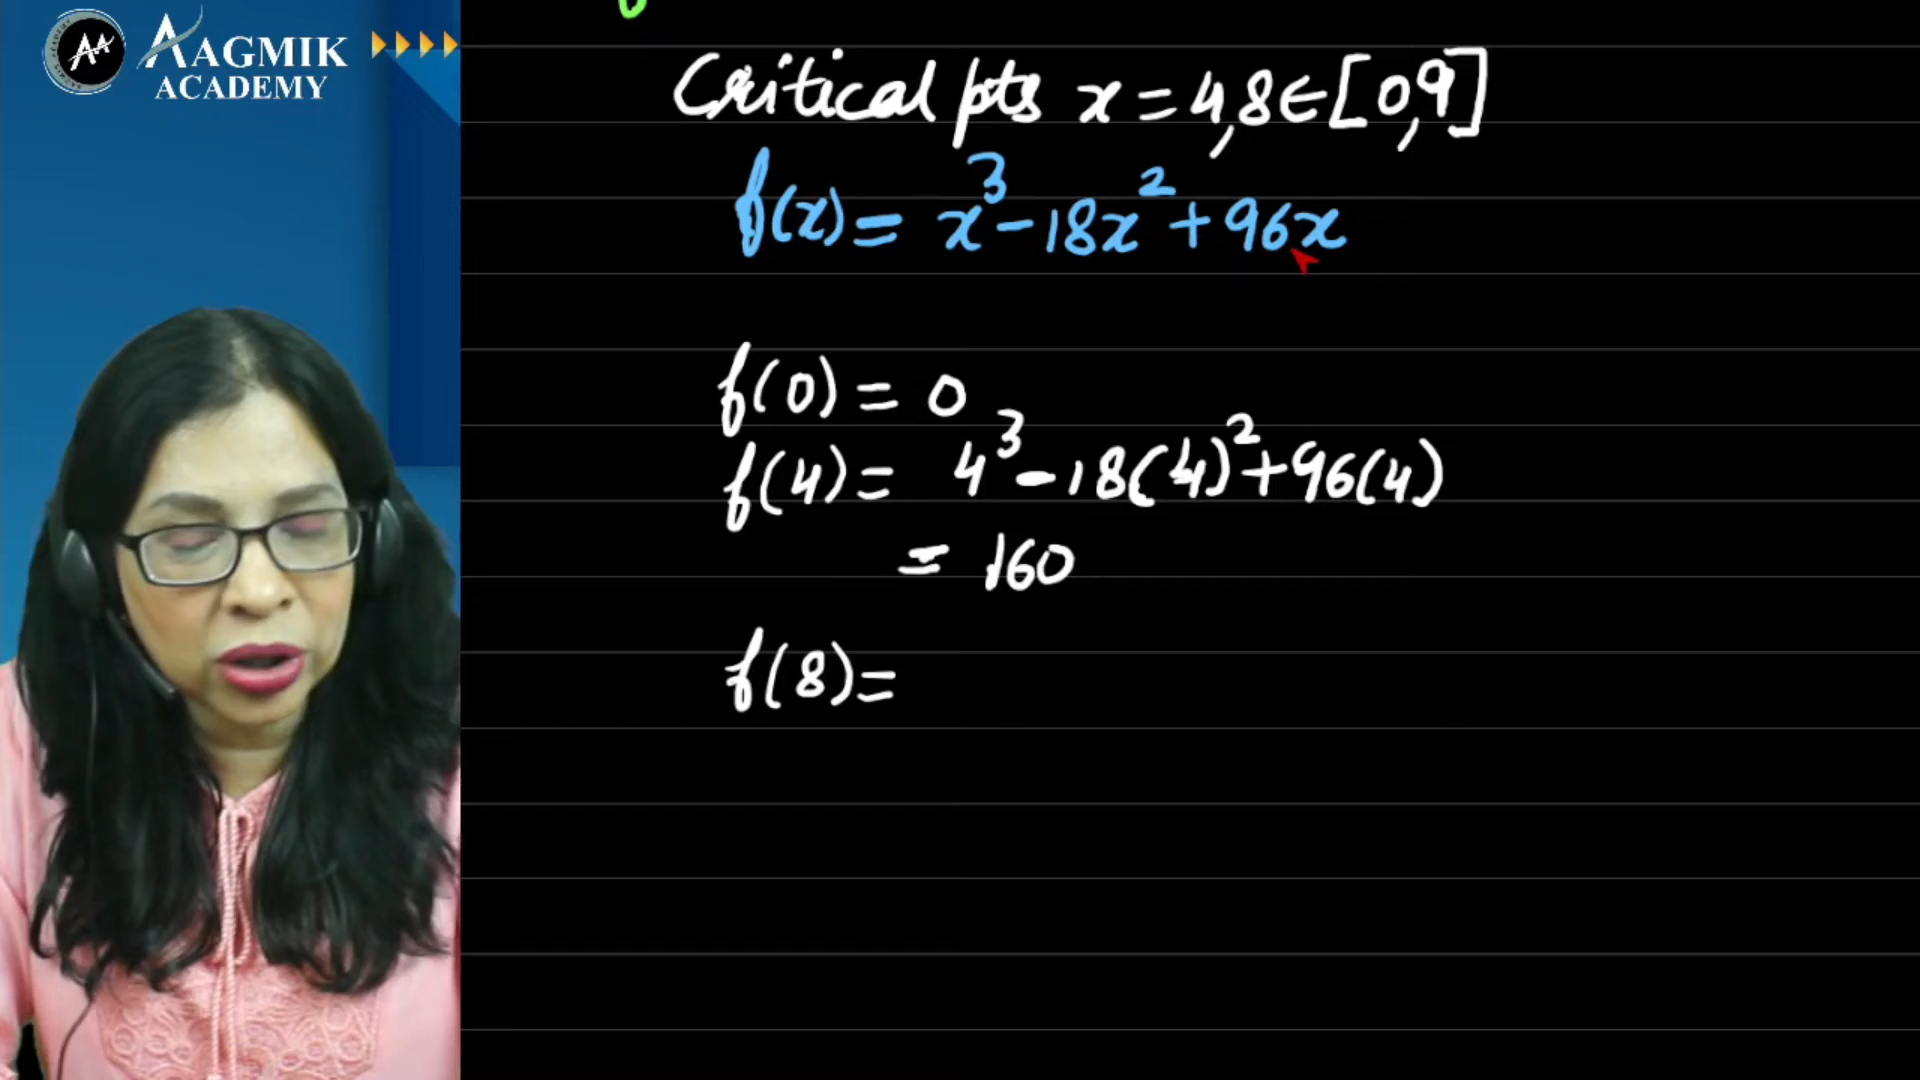 AAGMIK
ACADEMY
Critical pts x = 4,8 ∈ [0,9]
f(x) = x³ - 18x² + 96x
f(0) = 0
f(4) = 4³ - 18(4)² + 96(4)
= 160
f(8) =